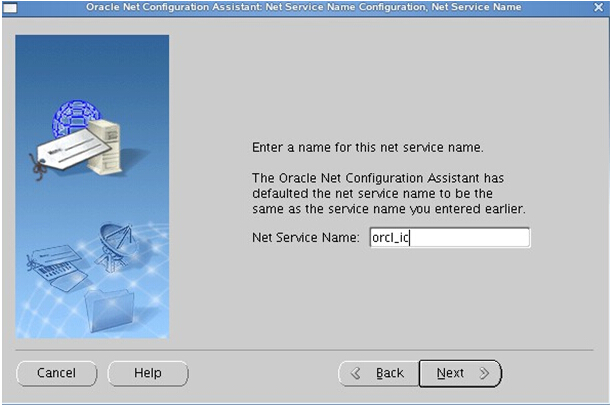 Oracle Net Configuration Assistant: Net Service Name Configuration, Net Service Name
Enter a name for this net service name.
The Oracle Net Configuration Assistant has
defaulted the net service name to be the
same as the service name you entered earlier.
Net Service Name: orcl_ic
Cancel Help Back Next